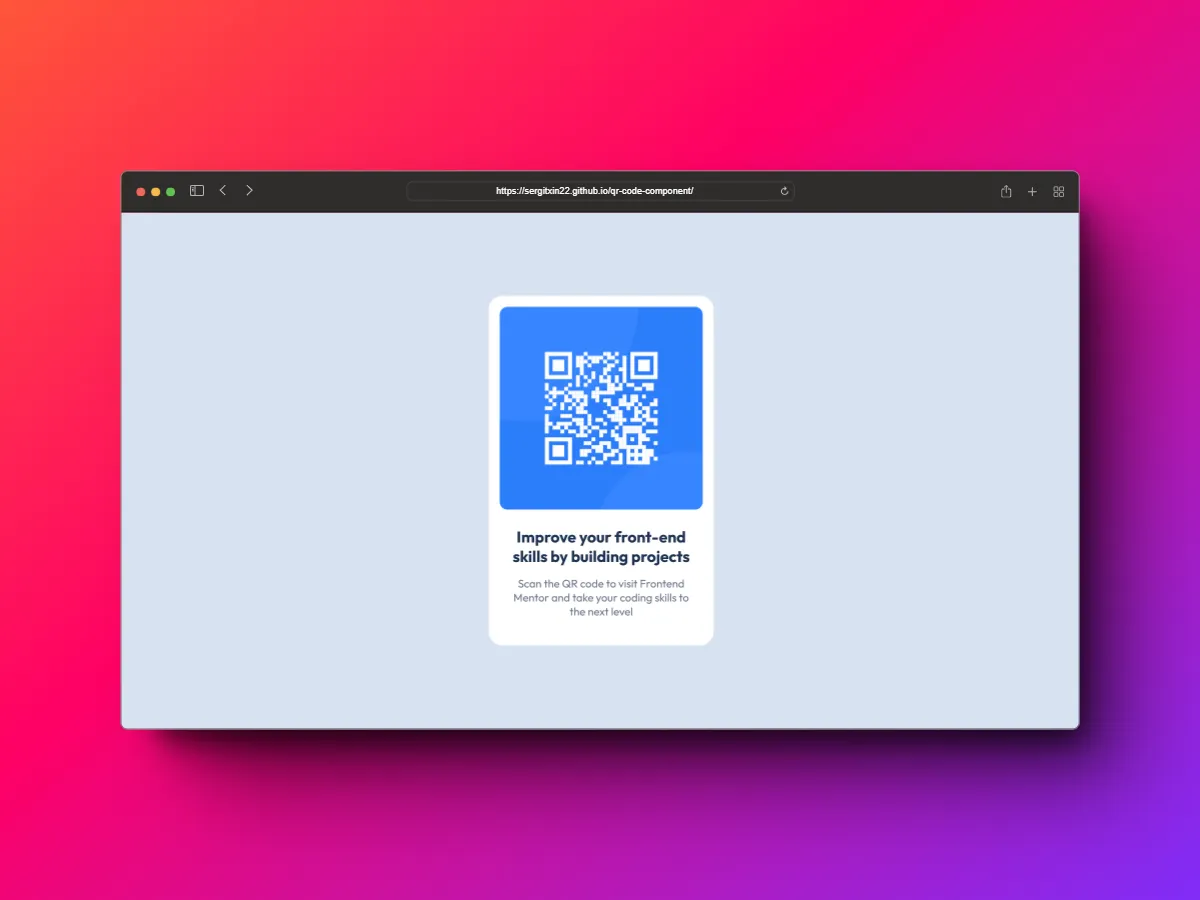 https://sergitxin22.github.io/qr-code-component/
Improve your front-end
skills by building projects
Scan the QR code to visit Frontend
Mentor and take your coding skills to
the next level